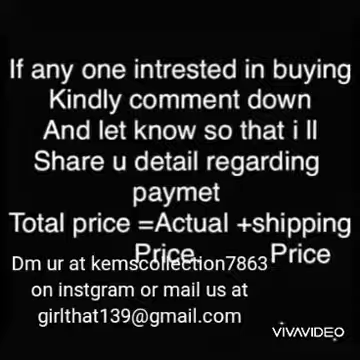 If any one intrested in buying
Kindly comment down
And let know so that i ll
Share u detail regarding
paymet
Total price =Actual +shipping
Price. Price
Dm ur at kemscollection7863
on instgram or mail us at
girlthat139@gmail.com
VIVAVIDEO